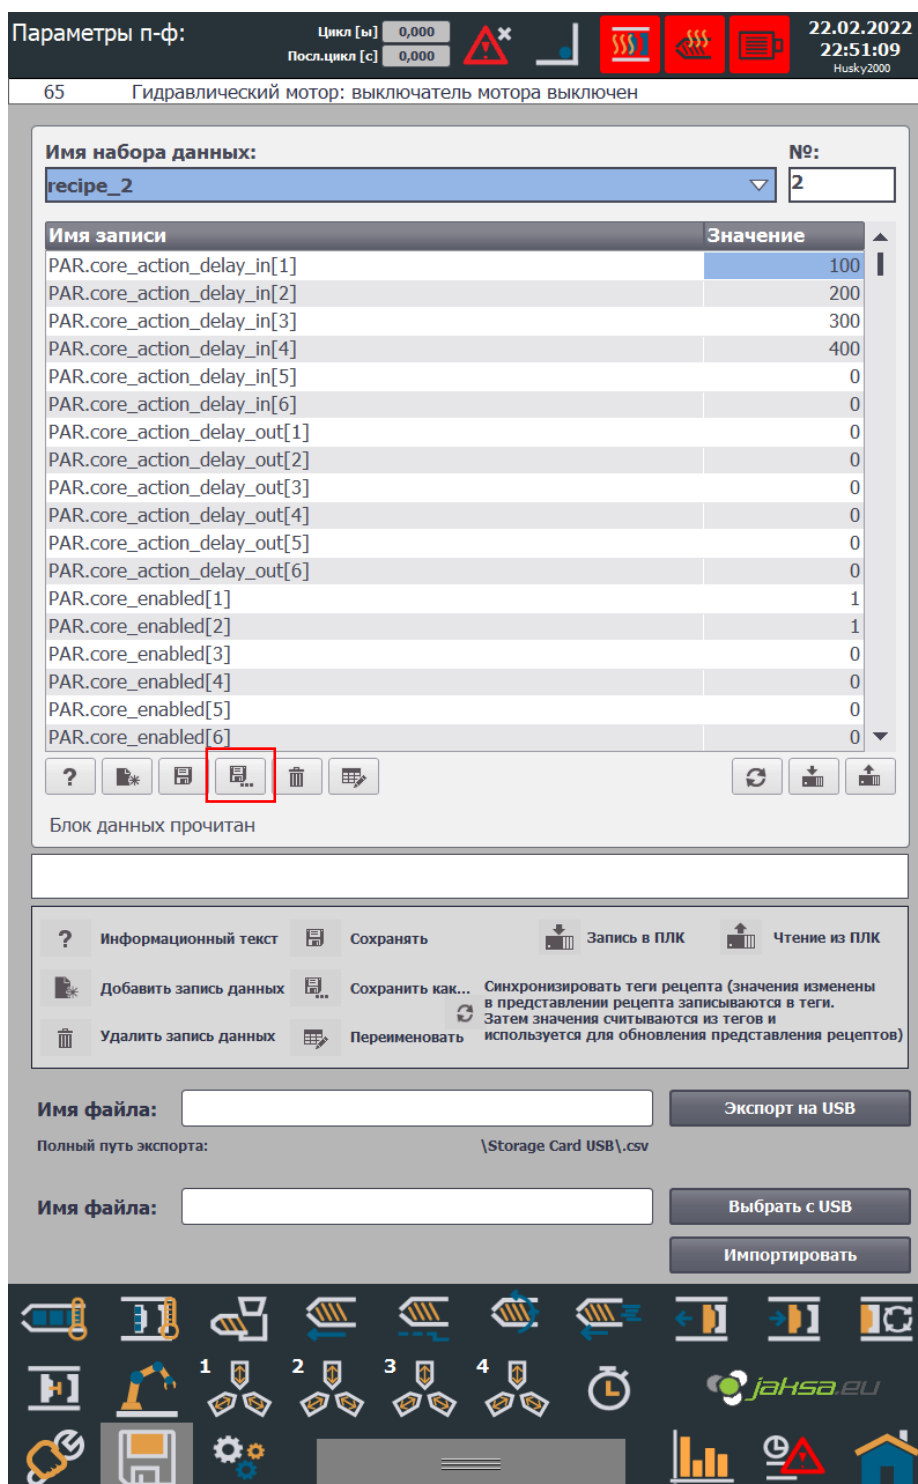 Параметры п-ф:
Цикл [ы] 0,000
Посл.цикл [с] 0,000
22.02.2022
22:51:09
Husky2000
65 Гидравлический мотор: выключатель мотора выключен
Имя набора данных: №:
recipe_2 2
Имя записи Значение
PAR.core_action_delay_in[1] 100
PAR.core_action_delay_in[2] 200
PAR.core_action_delay_in[3] 300
PAR.core_action_delay_in[4] 400
PAR.core_action_delay_in[5] 0
PAR.core_action_delay_in[6] 0
PAR.core_action_delay_out[1] 0
PAR.core_action_delay_out[2] 0
PAR.core_action_delay_out[3] 0
PAR.core_action_delay_out[4] 0
PAR.core_action_delay_out[5] 0
PAR.core_action_delay_out[6] 0
PAR.core_enabled[1] 1
PAR.core_enabled[2] 1
PAR.core_enabled[3] 0
PAR.core_enabled[4] 0
PAR.core_enabled[5] 0
PAR.core_enabled[6] 0
?
Блок данных прочитан
? Информационный текст Сохранять Запись в ПЛК Чтение из ПЛК
Добавить запись данных Сохранить как...
Удалить запись данных Переименовать
Синхронизировать теги рецепта (значения изменены
в представлении рецепта записываются в теги.
Затем значения считываются из тегов и
используется для обновления представления рецептов)
Имя файла: Экспорт на USB
Полный путь экспорта: \Storage Card USB\.csv
Имя файла: Выбрать с USB
Импортировать
1 2 3 4
jaksa.eu